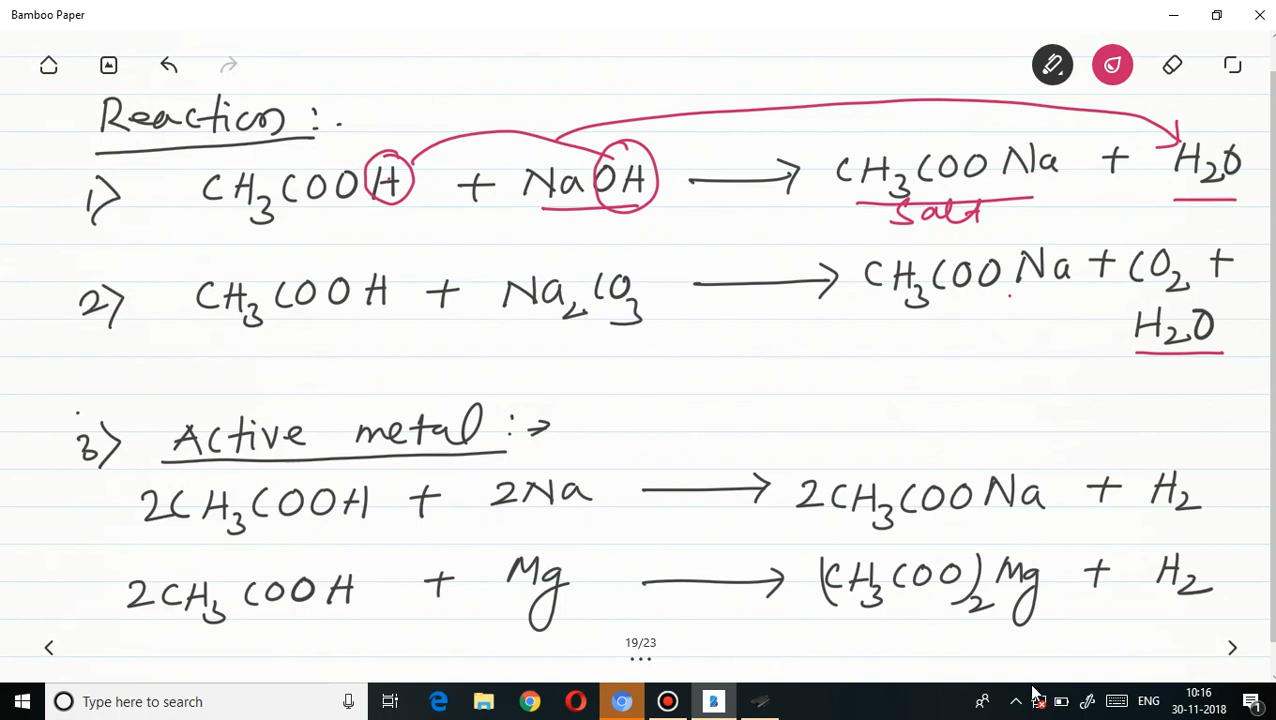 Bamboo Paper
Reaction :.
1) CH3COOH + NaOH → CH3COONa + H2O
Salt
2) CH3COOH + Na2CO3 → CH3COONa + CO2 +
H2O
3) Active metal :→
2CH3COOH + 2Na → 2CH3COONa + H2
2CH3COOH + Mg → (CH3COO)2Mg + H2
19/23
Type here to search
ENG
10:16
30-11-2018
1